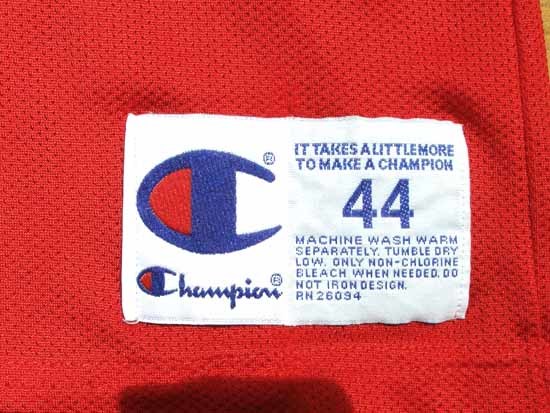 ®
Champion®
IT TAKES A LITTLE MORE
TO MAKE A CHAMPION
44
MACHINE WASH WARM
SEPARATELY. TUMBLE DRY
LOW. ONLY NON-CHLORINE
BLEACH WHEN NEEDED. DO
NOT IRON DESIGN.
RN 26094